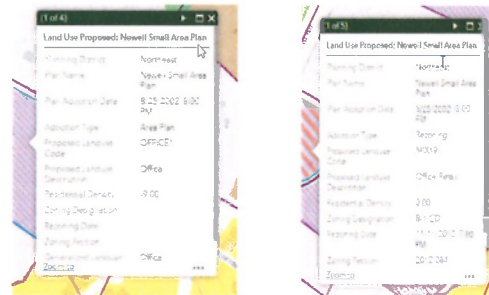 (1 of 4)
Land Use Proposed: Newell Small Area Plan
Planning District Northeast
Plan Name Newell Small Area
Plan
Plan Adoption Date
PM
Adoption Type Area Plan
Proposed Landuse OFFICE
Code
Proposed Landuse Office
Description
Residential Density
Zoning Designation
Rezoning Date
Zoning Petition
Generalized Landuse Office
Zoom to ...
(1 of 5)
Land Use Proposed: Newell Small Area Plan
Planning District Northeast
Plan Name Newell Small Area
Plan
Plan Adoption Date
PM
Adoption Type Rezoning
Proposed Landuse
Code
Proposed Landuse Office Retail
Description
Residential Density 0.00
Zoning Designation
Rezoning Date
PM
Zoning Petition
Zoom to ...